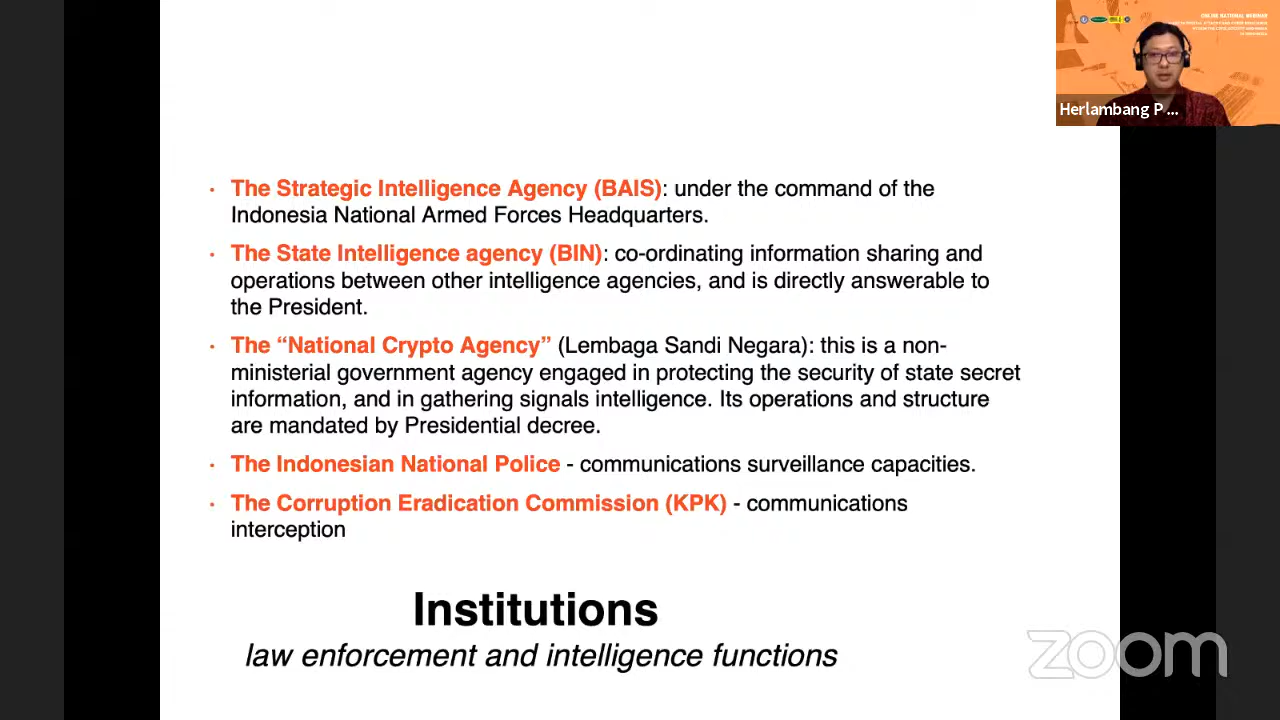 ONLINE NATIONAL WEBINAR
Herlambang P ...
• The Strategic Intelligence Agency (BAIS): under the command of the
Indonesia National Armed Forces Headquarters.
• The State Intelligence agency (BIN): co-ordinating information sharing and
operations between other intelligence agencies, and is directly answerable to
the President.
• The “National Crypto Agency” (Lembaga Sandi Negara): this is a non-
ministerial government agency engaged in protecting the security of state secret
information, and in gathering signals intelligence. Its operations and structure
are mandated by Presidential decree.
• The Indonesian National Police - communications surveillance capacities.
• The Corruption Eradication Commission (KPK) - communications
interception
Institutions
law enforcement and intelligence functions
zoom